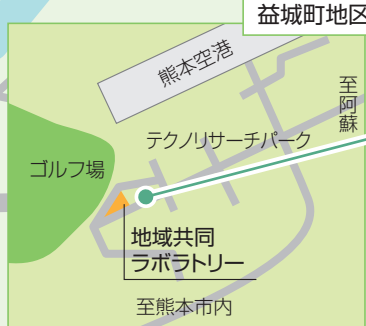 益城町地区
熊本空港
至阿蘇
テクノリサーチパーク
ゴルフ場
地域共同
ラボラトリー
至熊本市内